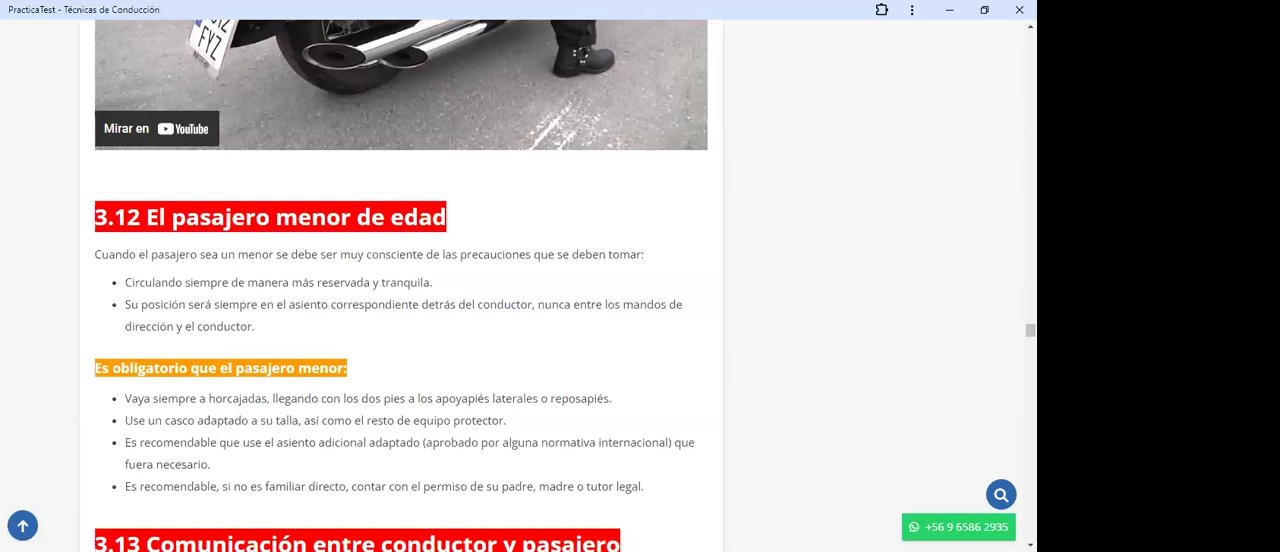 PracticaTest - Técnicas de Conducción
FYZ
Mirar en YouTube
3.12 El pasajero menor de edad
Cuando el pasajero sea un menor se debe ser muy consciente de las precauciones que se deben tomar:
Circulando siempre de manera más reservada y tranquila.
Su posición será siempre en el asiento correspondiente detrás del conductor, nunca entre los mandos de
dirección y el conductor.
Es obligatorio que el pasajero menor:
Vaya siempre a horcajadas, llegando con los dos pies a los apoyapiés laterales o reposapiés.
Use un casco adaptado a su talla, así como el resto de equipo protector.
Es recomendable que use el asiento adicional adaptado (aprobado por alguna normativa internacional) que
fuera necesario.
Es recomendable, si no es familiar directo, contar con el permiso de su padre, madre o tutor legal.
+56 9 6586 2935
3.13 Comunicación entre conductor y pasajero